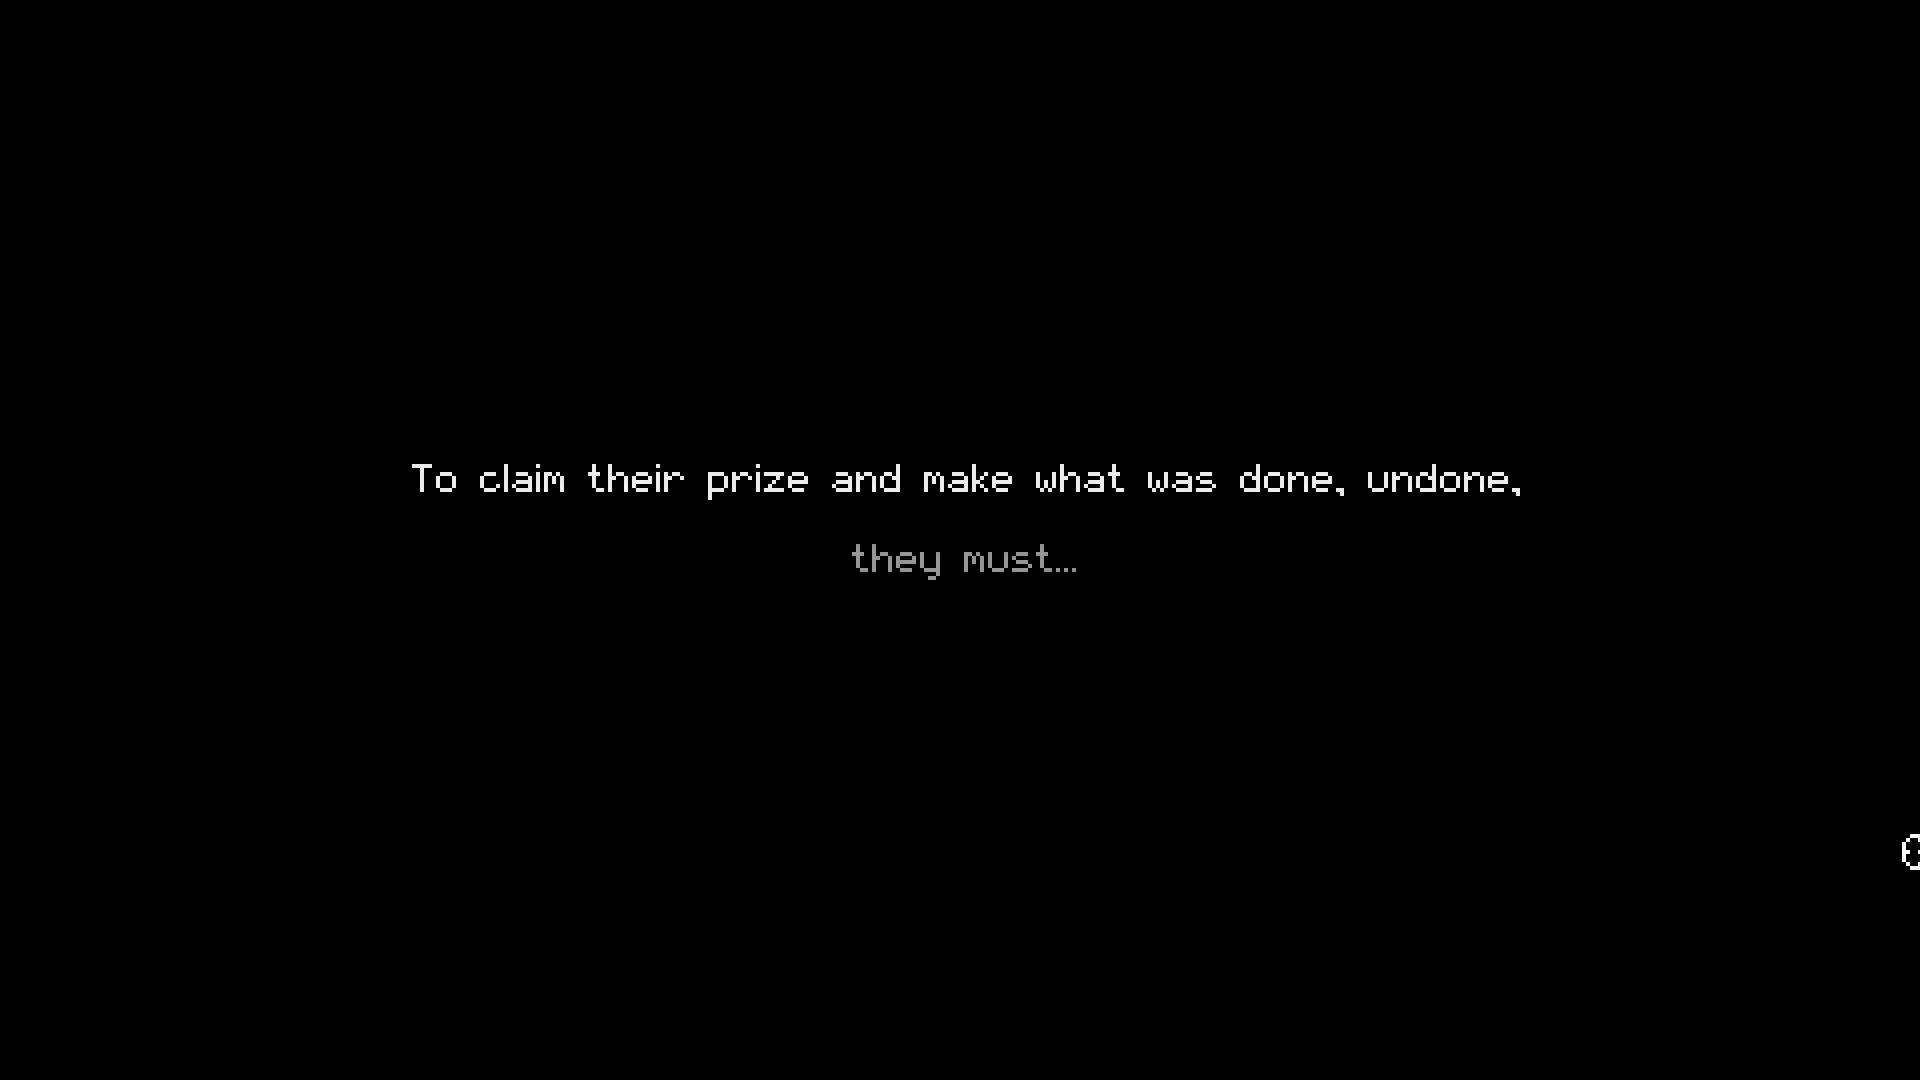 To claim their prize and make what was done, undone,
they must...